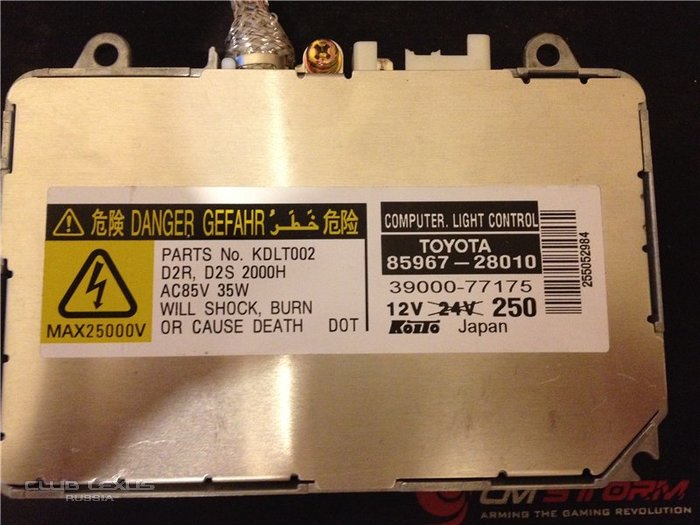 危険 DANGER GEFAHR خَطَر 危险
MAX25000V
PARTS No. KDLT002
D2R, D2S 2000H
AC85V 35W
WILL SHOCK, BURN
OR CAUSE DEATH DOT
COMPUTER. LIGHT CONTROL
TOYOTA
85967-28010
39000-77175
12V 24V 250
KOITO Japan
255052984
CLUB LEXUS
RUSSIA
CM STORM
ARMING THE GAMING REVOLUTION